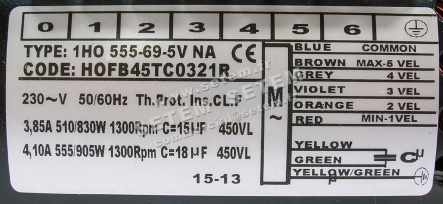 0 1 2 3 4 5 6
TYPE: 1HO 555-69-5V NA CE
CODE: HOFB45TC0321R
230~V 50/60Hz Th.Prot. Ins.CL.F
3,85A 510/830W 1300Rpm C=15µF 450VL
4,10A 555/905W 1300Rpm C=18µF 450VL
15-13
M
~
BLUE COMMON
BROWN MAX-5 VEL
GREY 4 VEL
VIOLET 3 VEL
ORANGE 2 VEL
RED MIN-1VEL
YELLOW
GREEN Cµ
YELLOW/GREEN